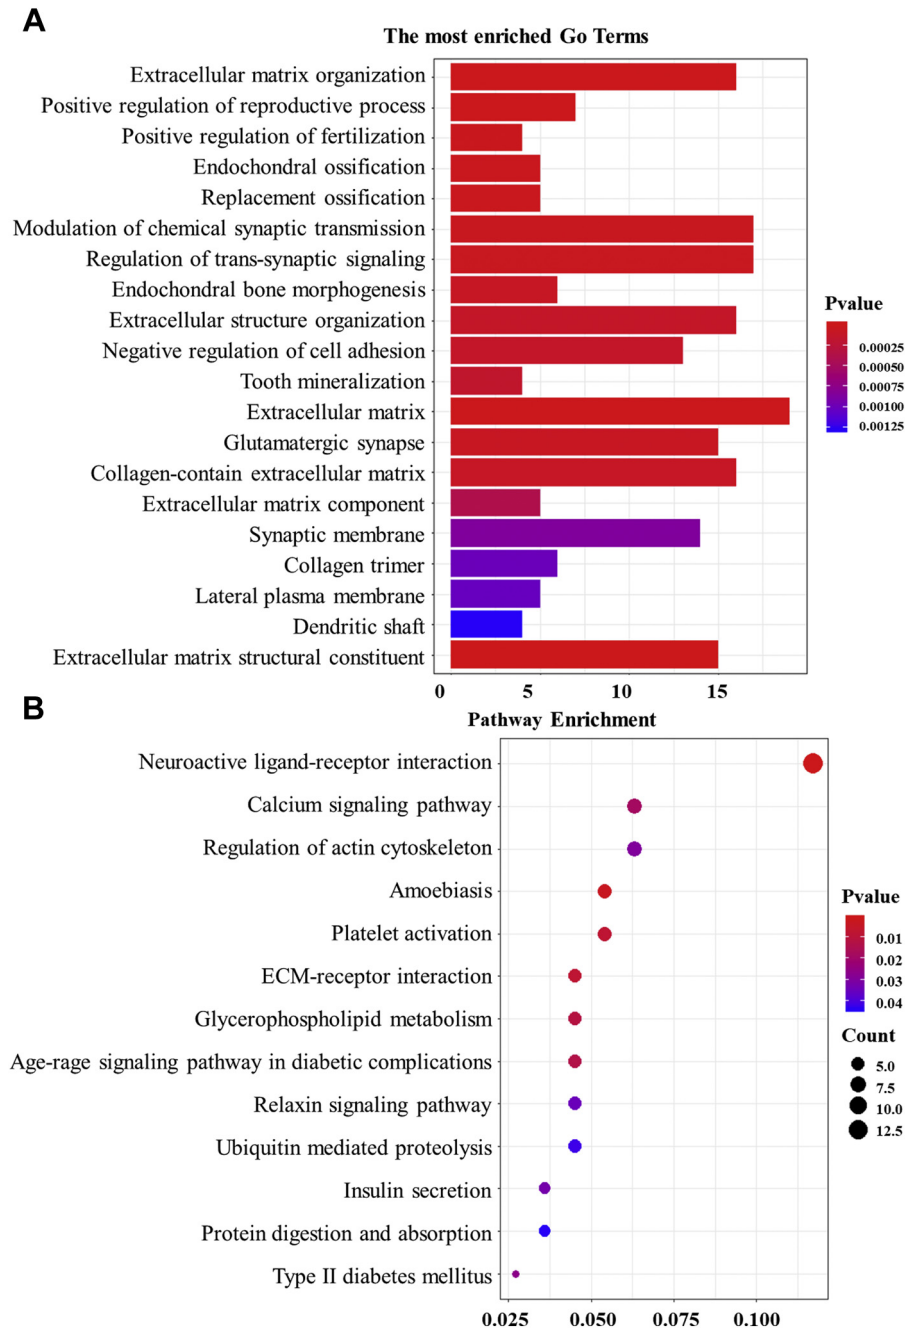 A
The most enriched Go Terms
Extracellular matrix organization
Positive regulation of reproductive process
Positive regulation of fertilization
Endochondral ossification
Replacement ossification
Modulation of chemical synaptic transmission
Regulation of trans-synaptic signaling
Endochondral bone morphogenesis
Extracellular structure organization
Negative regulation of cell adhesion
Tooth mineralization
Extracellular matrix
Glutamatergic synapse
Collagen-contain extracellular matrix
Extracellular matrix component
Synaptic membrane
Collagen trimer
Lateral plasma membrane
Dendritic shaft
Extracellular matrix structural constituent
0 5 10 15
Pvalue
0.00025
0.00050
0.00075
0.00100
0.00125
B
Pathway Enrichment
Neuroactive ligand-receptor interaction
Calcium signaling pathway
Regulation of actin cytoskeleton
Amoebiasis
Platelet activation
ECM-receptor interaction
Glycerophospholipid metabolism
Age-rage signaling pathway in diabetic complications
Relaxin signaling pathway
Ubiquitin mediated proteolysis
Insulin secretion
Protein digestion and absorption
Type II diabetes mellitus
0.025 0.050 0.075 0.100
Pvalue
0.01
0.02
0.03
0.04
Count
5.0
7.5
10.0
12.5